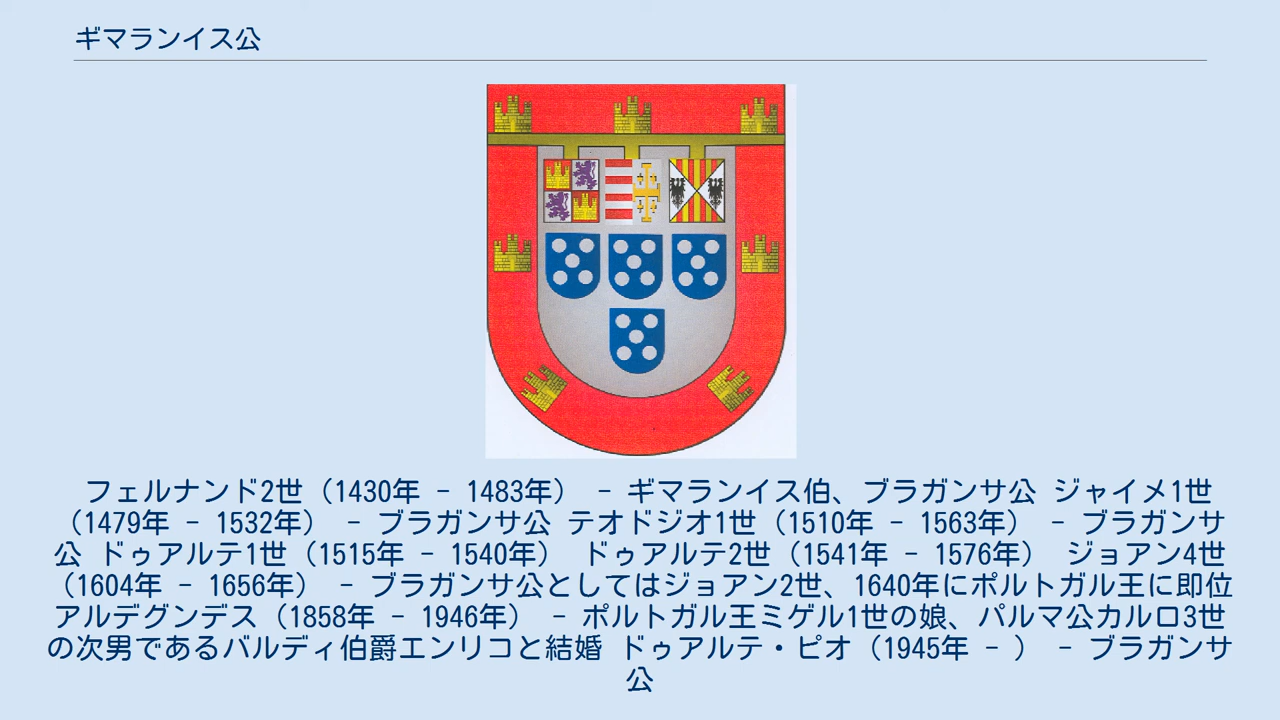 ギマランイス公
フェルナンド2世（1430年 - 1483年） - ギマランイス伯、ブラガンサ公 ジャイメ1世
（1479年 - 1532年） - ブラガンサ公 テオドジオ1世（1510年 - 1563年） - ブラガンサ
公 ドゥアルテ1世（1515年 - 1540年） ドゥアルテ2世（1541年 - 1576年） ジョアン4世
（1604年 - 1656年） - ブラガンサ公としてはジョアン2世、1640年にポルトガル王に即位
アルデグンデス（1858年 - 1946年） - ポルトガル王ミゲル1世の娘、パルマ公カルロ3世
の次男であるバルディ伯爵エンリコと結婚 ドゥアルテ・ピオ（1945年 - ） - ブラガンサ
公